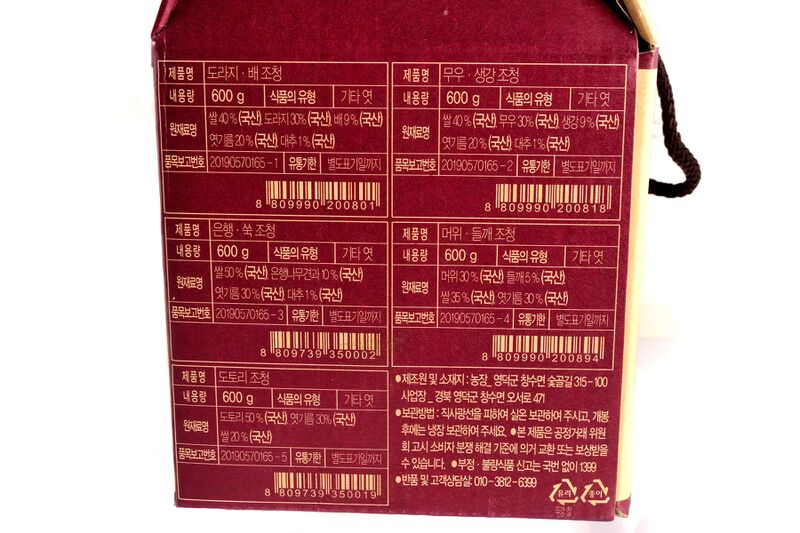 제품명 도라지 · 배 조청
내용량 600 g 식품의 유형 기타 엿
원재료명 쌀 40 % (국산), 도라지 30% (국산), 배 9 % (국산)
엿기름 20 % (국산), 대추 1 % (국산)
품목보고번호 20190570165 - 1 유통기한 별도표기일까지
8 809990 200801
제품명 무우 · 생강 조청
내용량 600 g 식품의 유형 기타 엿
원재료명 쌀 40 % (국산), 무우 30% (국산), 생강 9 % (국산)
엿기름 20 % (국산), 대추 1 % (국산)
품목보고번호 20190570165 - 2 유통기한 별도표기일까지
8 809990 200818
제품명 은행 · 쑥 조청
내용량 600 g 식품의 유형 기타 엿
원재료명 쌀 50 % (국산), 은행나무견과 10 % (국산)
엿기름 30 % (국산), 대추 1 % (국산)
품목보고번호 20190570165 - 3 유통기한 별도표기일까지
8 809739 350002
제품명 머위 · 들깨 조청
내용량 600 g 식품의 유형 기타 엿
원재료명 머위 30 % (국산), 들깨 5 % (국산)
쌀 35 % (국산), 엿기름 30 % (국산)
품목보고번호 20190570165 - 4 유통기한 별도표기일까지
8 809990 200894
제품명 도토리 조청
내용량 600 g 식품의 유형 기타 엿
원재료명 도토리 50 % (국산), 엿기름 30% (국산)
쌀 20 % (국산)
품목보고번호 20190570165 - 5 유통기한 별도표기일까지
8 809739 350019
●제조원 및 소재지 : 농장_ 영덕군 창수면 숯골길 315-100
사업장 _ 경북 영덕군 창수면 오서로 471
●보관방법 : 직사광선을 피하여 실온 보관하여 주시고, 개봉
후에는 냉장 보관하여 주세요. ●본 제품은 공정거래 위원
회 고시 소비자 분쟁 해결 기준에 의거 교환 또는 보상받을
수 있습니다. ●부정 · 불량식품 신고는 국번 없이 1399
●반품 및 고객상담실: 010-3812-6399
유리 종이